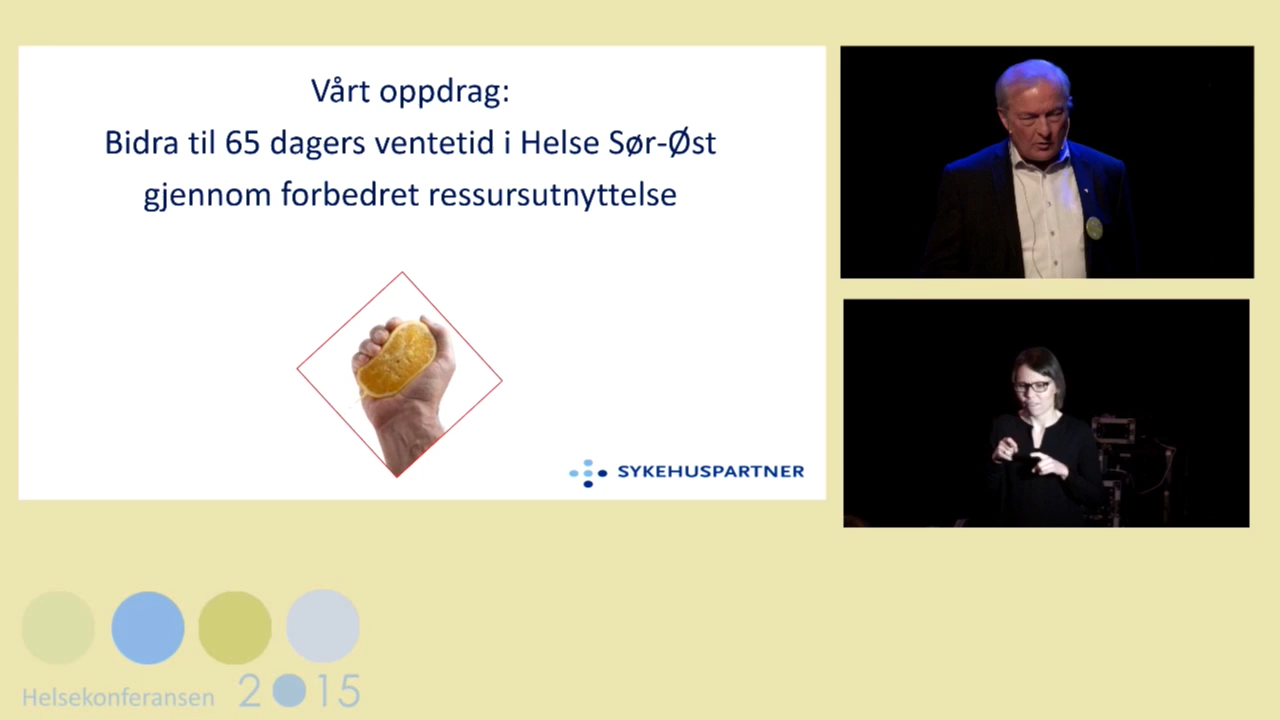 Vårt oppdrag:
Bidra til 65 dagers ventetid i Helse Sør-Øst
gjennom forbedret ressursutnyttelse
SYKEHUSPARTNER
Helsekonferansen 2015